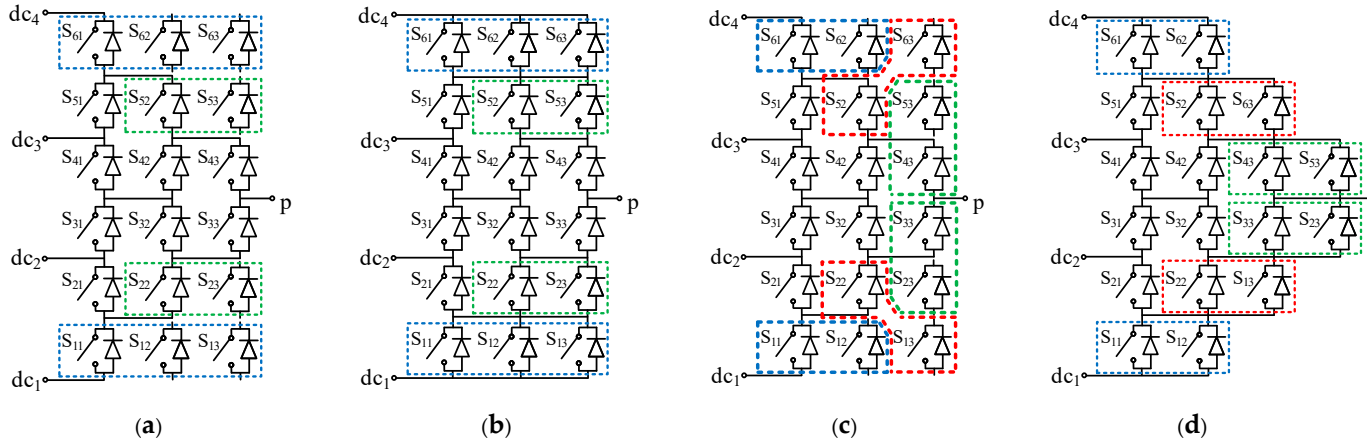 dc4 S61 S62 S63
S51 S52 S53
dc3 S41 S42 S43
p
S31 S32 S33
dc2 S21 S22 S23
S11 S12 S13
dc1
(a)
dc4 S61 S62 S63
S51 S52 S53
dc3 S41 S42 S43
p
S31 S32 S33
dc2 S21 S22 S23
S11 S12 S13
dc1
(b)
dc4 S61 S62 S63
S51 S52 S53
dc3 S41 S42 S43
p
S31 S32 S33
dc2 S21 S22 S23
S11 S12 S13
dc1
(c)
dc4 S61 S62
S51 S52 S63
dc3 S41 S42 S43 S53
S31 S32 S33 S23
dc2 S21 S22 S13
S11 S12
dc1
(d)